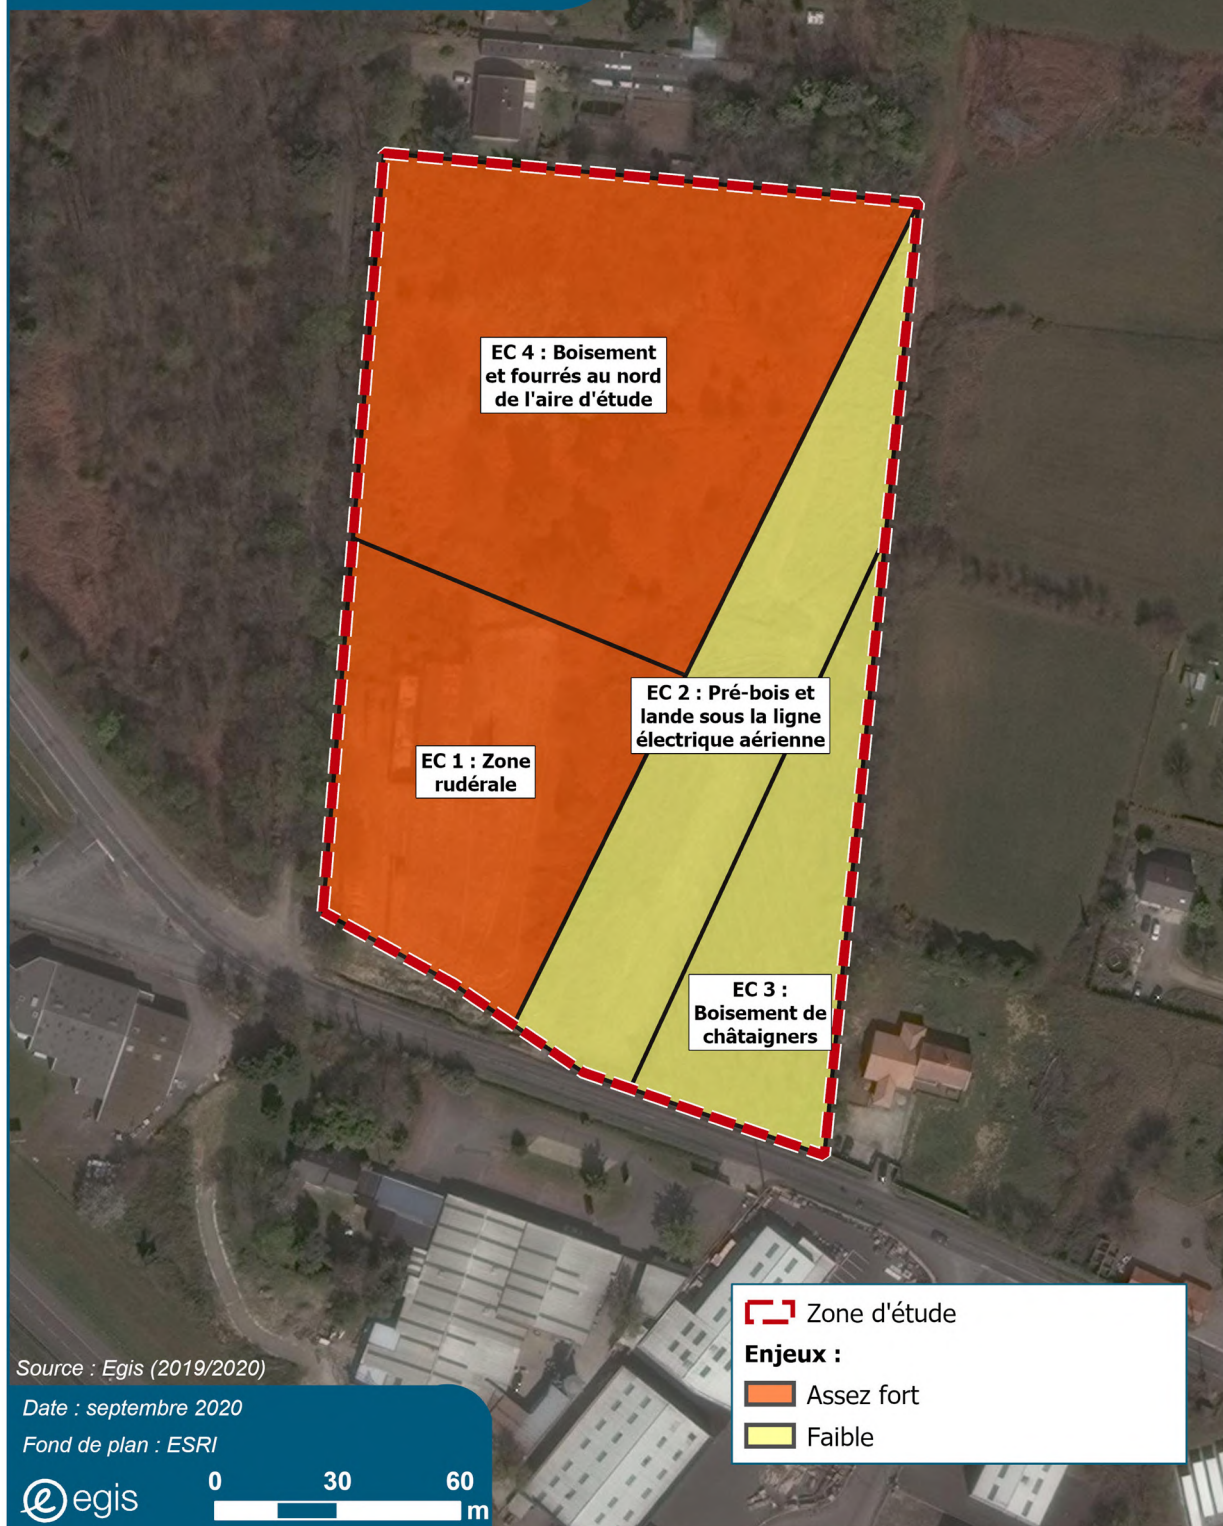 EC 4 : Boisement
et fourrés au nord
de l'aire d'étude
EC 2 : Pré-bois et
lande sous la ligne
électrique aérienne
EC 1 : Zone
rudérale
EC 3 :
Boisement de
châtaigners
Zone d'étude
Enjeux :
Assez fort
Faible
Source : Egis (2019/2020)
Date : septembre 2020
Fond de plan : ESRI
egis
0 30 60
m